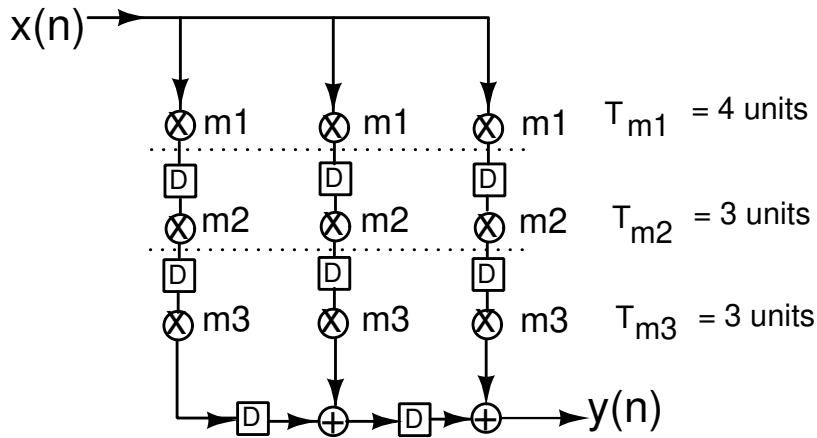 x(n)
m1 m1 m1 T m1 = 4 units
D D D
m2 m2 m2 T m2 = 3 units
D D D
m3 m3 m3 T m3 = 3 units
D D y(n)